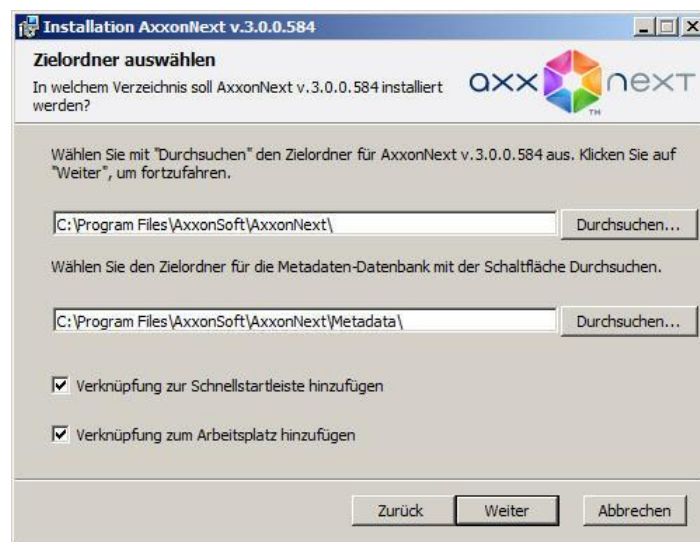 Installation AxxonNext v.3.0.0.584
Zielordner auswählen
In welchem Verzeichnis soll AxxonNext v.3.0.0.584 installiert
werden?
axx next
TM
Wählen Sie mit "Durchsuchen" den Zielordner für AxxonNext v.3.0.0.584 aus. Klicken Sie auf
"Weiter", um fortzufahren.
C:\Program Files\AxxonSoft\AxxonNext\
Durchsuchen...
Wählen Sie den Zielordner für die Metadaten-Datenbank mit der Schaltfläche Durchsuchen.
C:\Program Files\AxxonSoft\AxxonNext\Metadata\
Durchsuchen...
Verknüpfung zur Schnellstartleiste hinzufügen
Verknüpfung zum Arbeitsplatz hinzufügen
Zurück
Weiter
Abbrechen